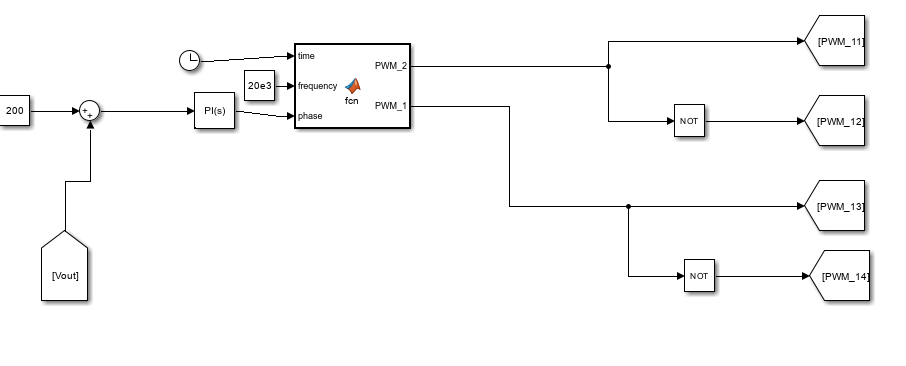 [PWM_11]
time
PWM_2
20e3
frequency
fcn
200
+
+
PI(s)
PWM_1
phase
NOT
[PWM_12]
[PWM_13]
[Vout]
NOT
[PWM_14]